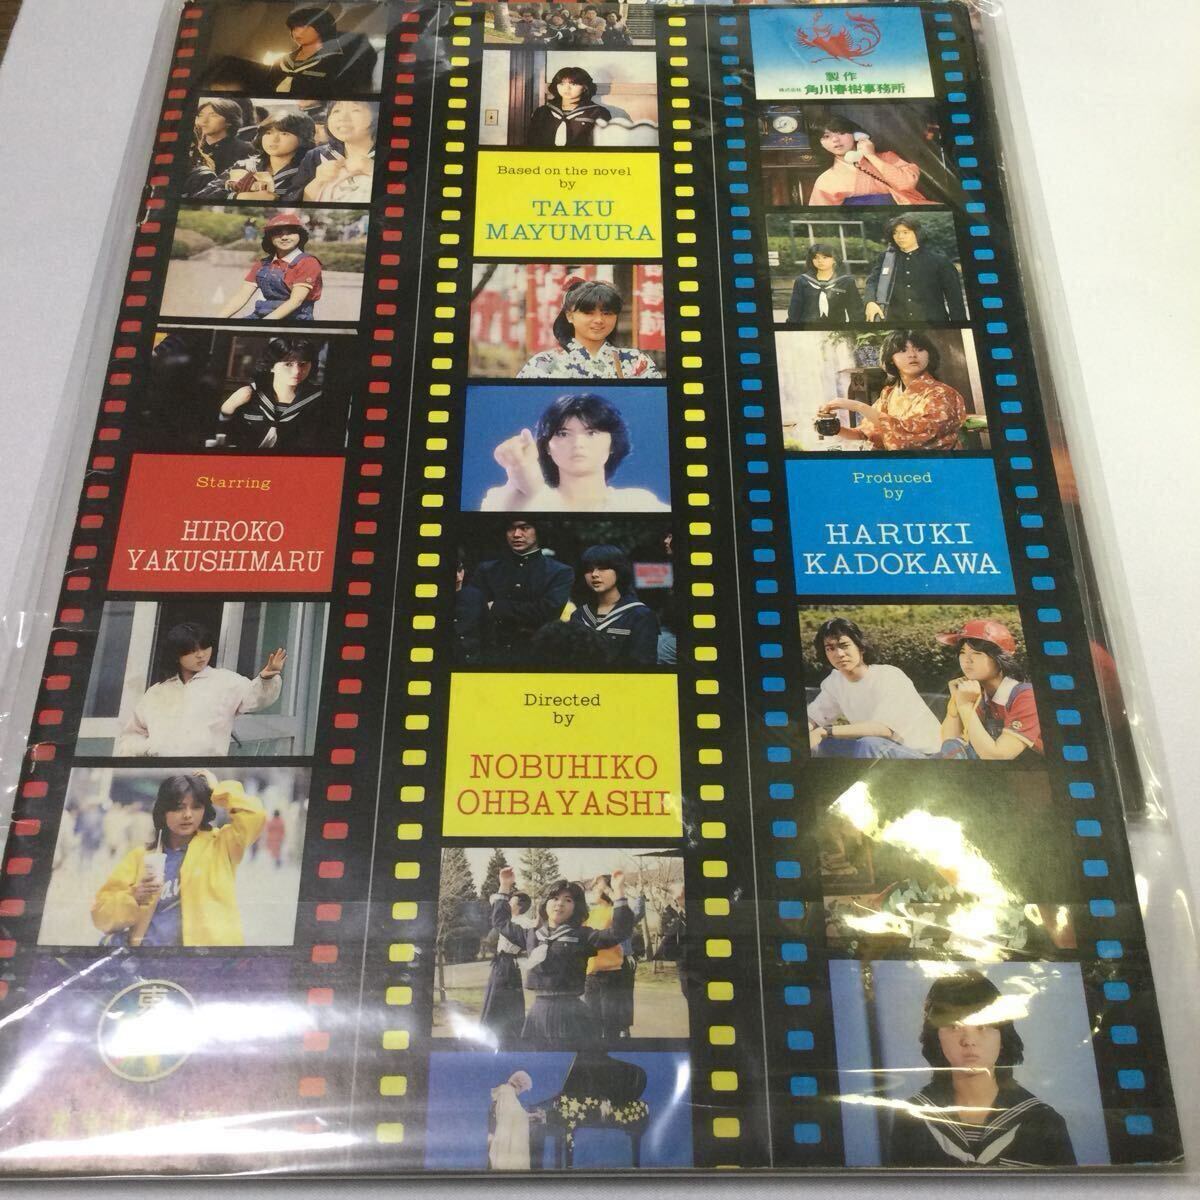 製作
株式会社 角川春樹事務所
Based on the novel
by
TAKU
MAYUMURA
Starring
HIROKO
YAKUSHIMARU
Produced
by
HARUKI
KADOKAWA
Directed
by
NOBUHIKO
OHBAYASHI